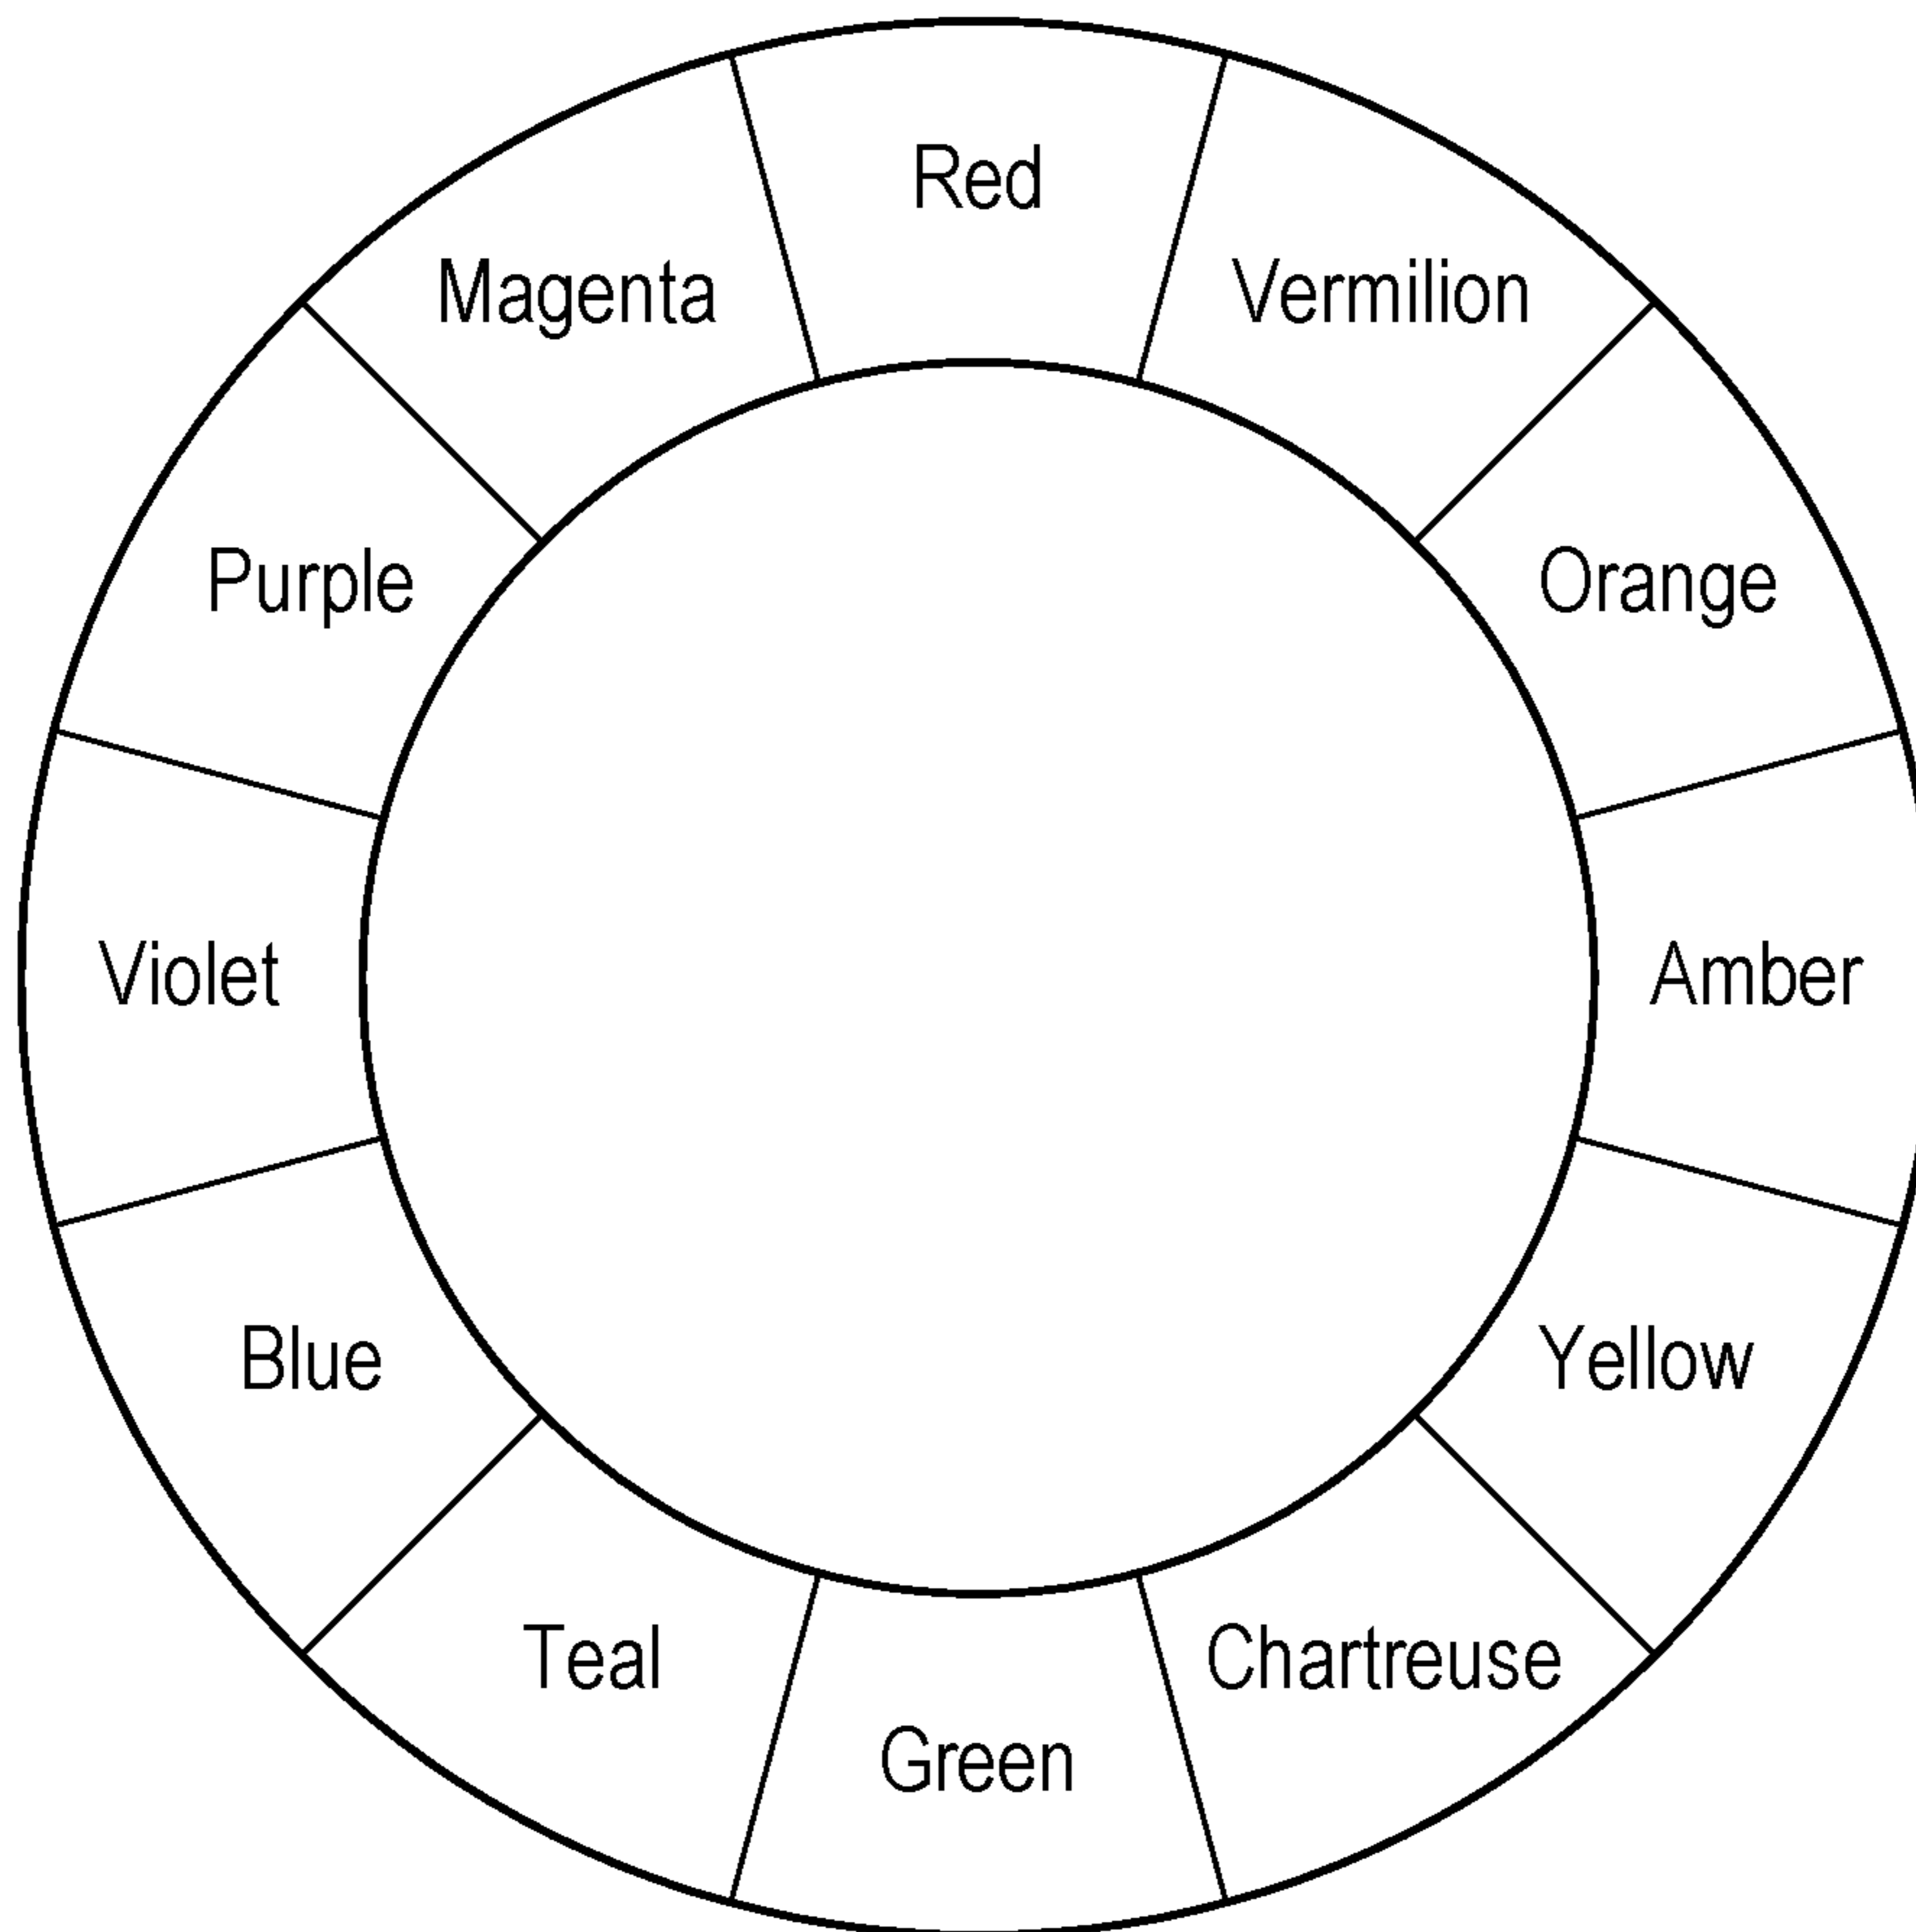 Red
Vermilion
Orange
Amber
Yellow
Chartreuse
Green
Teal
Blue
Violet
Purple
Magenta